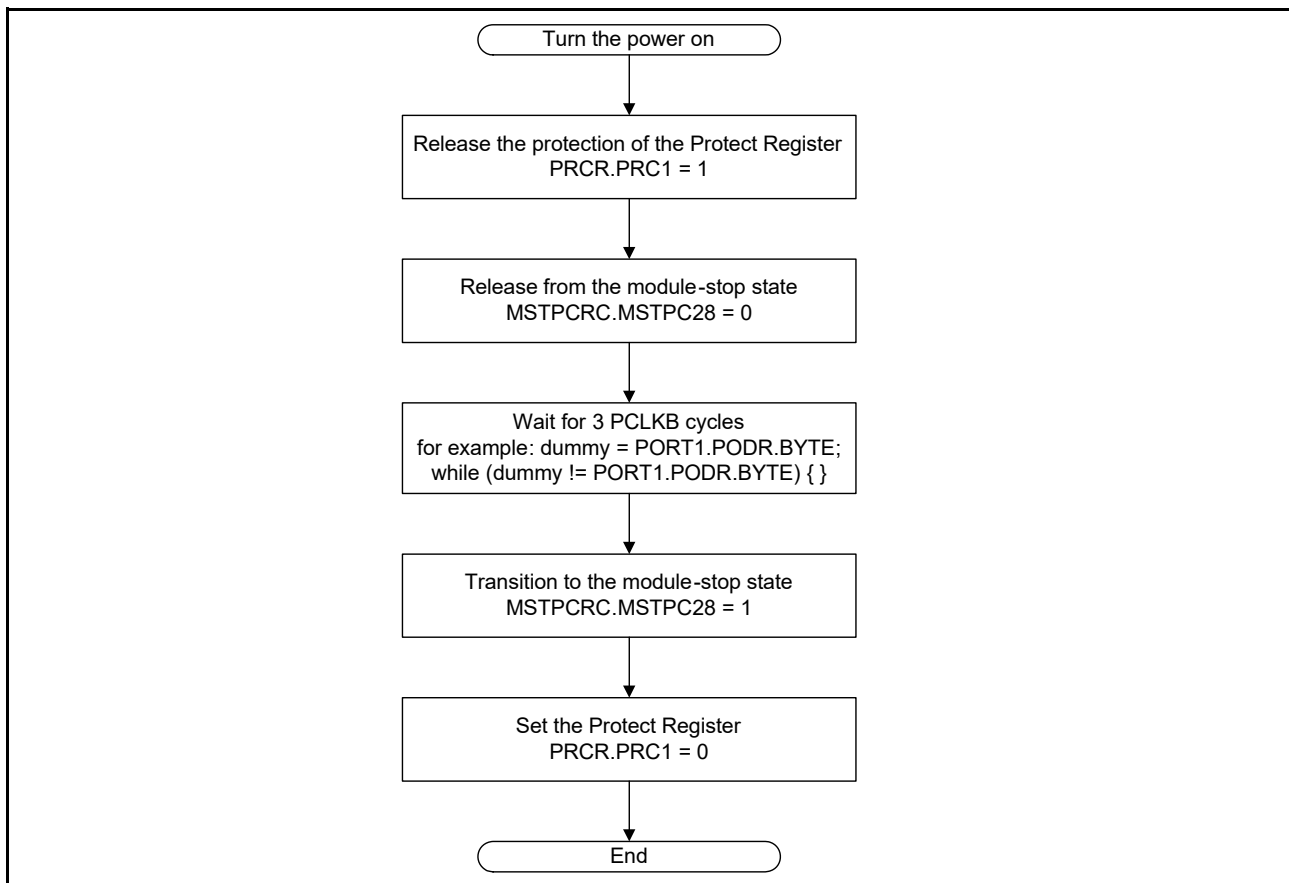 Turn the power on
Release the protection of the Protect Register
PRCR.PRC1 = 1
Release from the module-stop state
MSTPCRC.MSTPC28 = 0
Wait for 3 PCLKB cycles
for example: dummy = PORT1.PODR.BYTE;
while (dummy != PORT1.PODR.BYTE) { }
Transition to the module-stop state
MSTPCRC.MSTPC28 = 1
Set the Protect Register
PRCR.PRC1 = 0
End